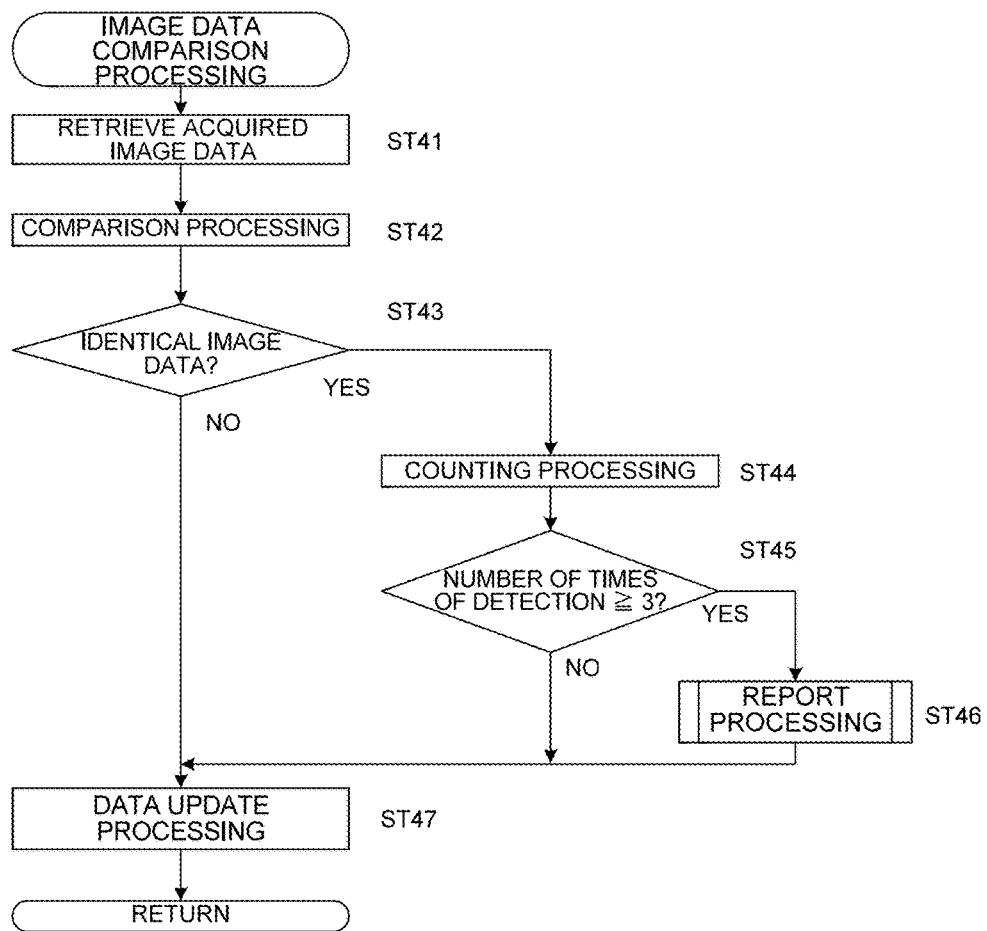 IMAGE DATA
COMPARISON
PROCESSING
RETRIEVE ACQUIRED
IMAGE DATA
ST41
COMPARISON PROCESSING
ST42
ST43
IDENTICAL IMAGE
DATA?
YES
NO
COUNTING PROCESSING
ST44
ST45
NUMBER OF TIMES
OF DETECTION ≧ 3?
YES
NO
REPORT
PROCESSING
ST46
DATA UPDATE
PROCESSING
ST47
RETURN